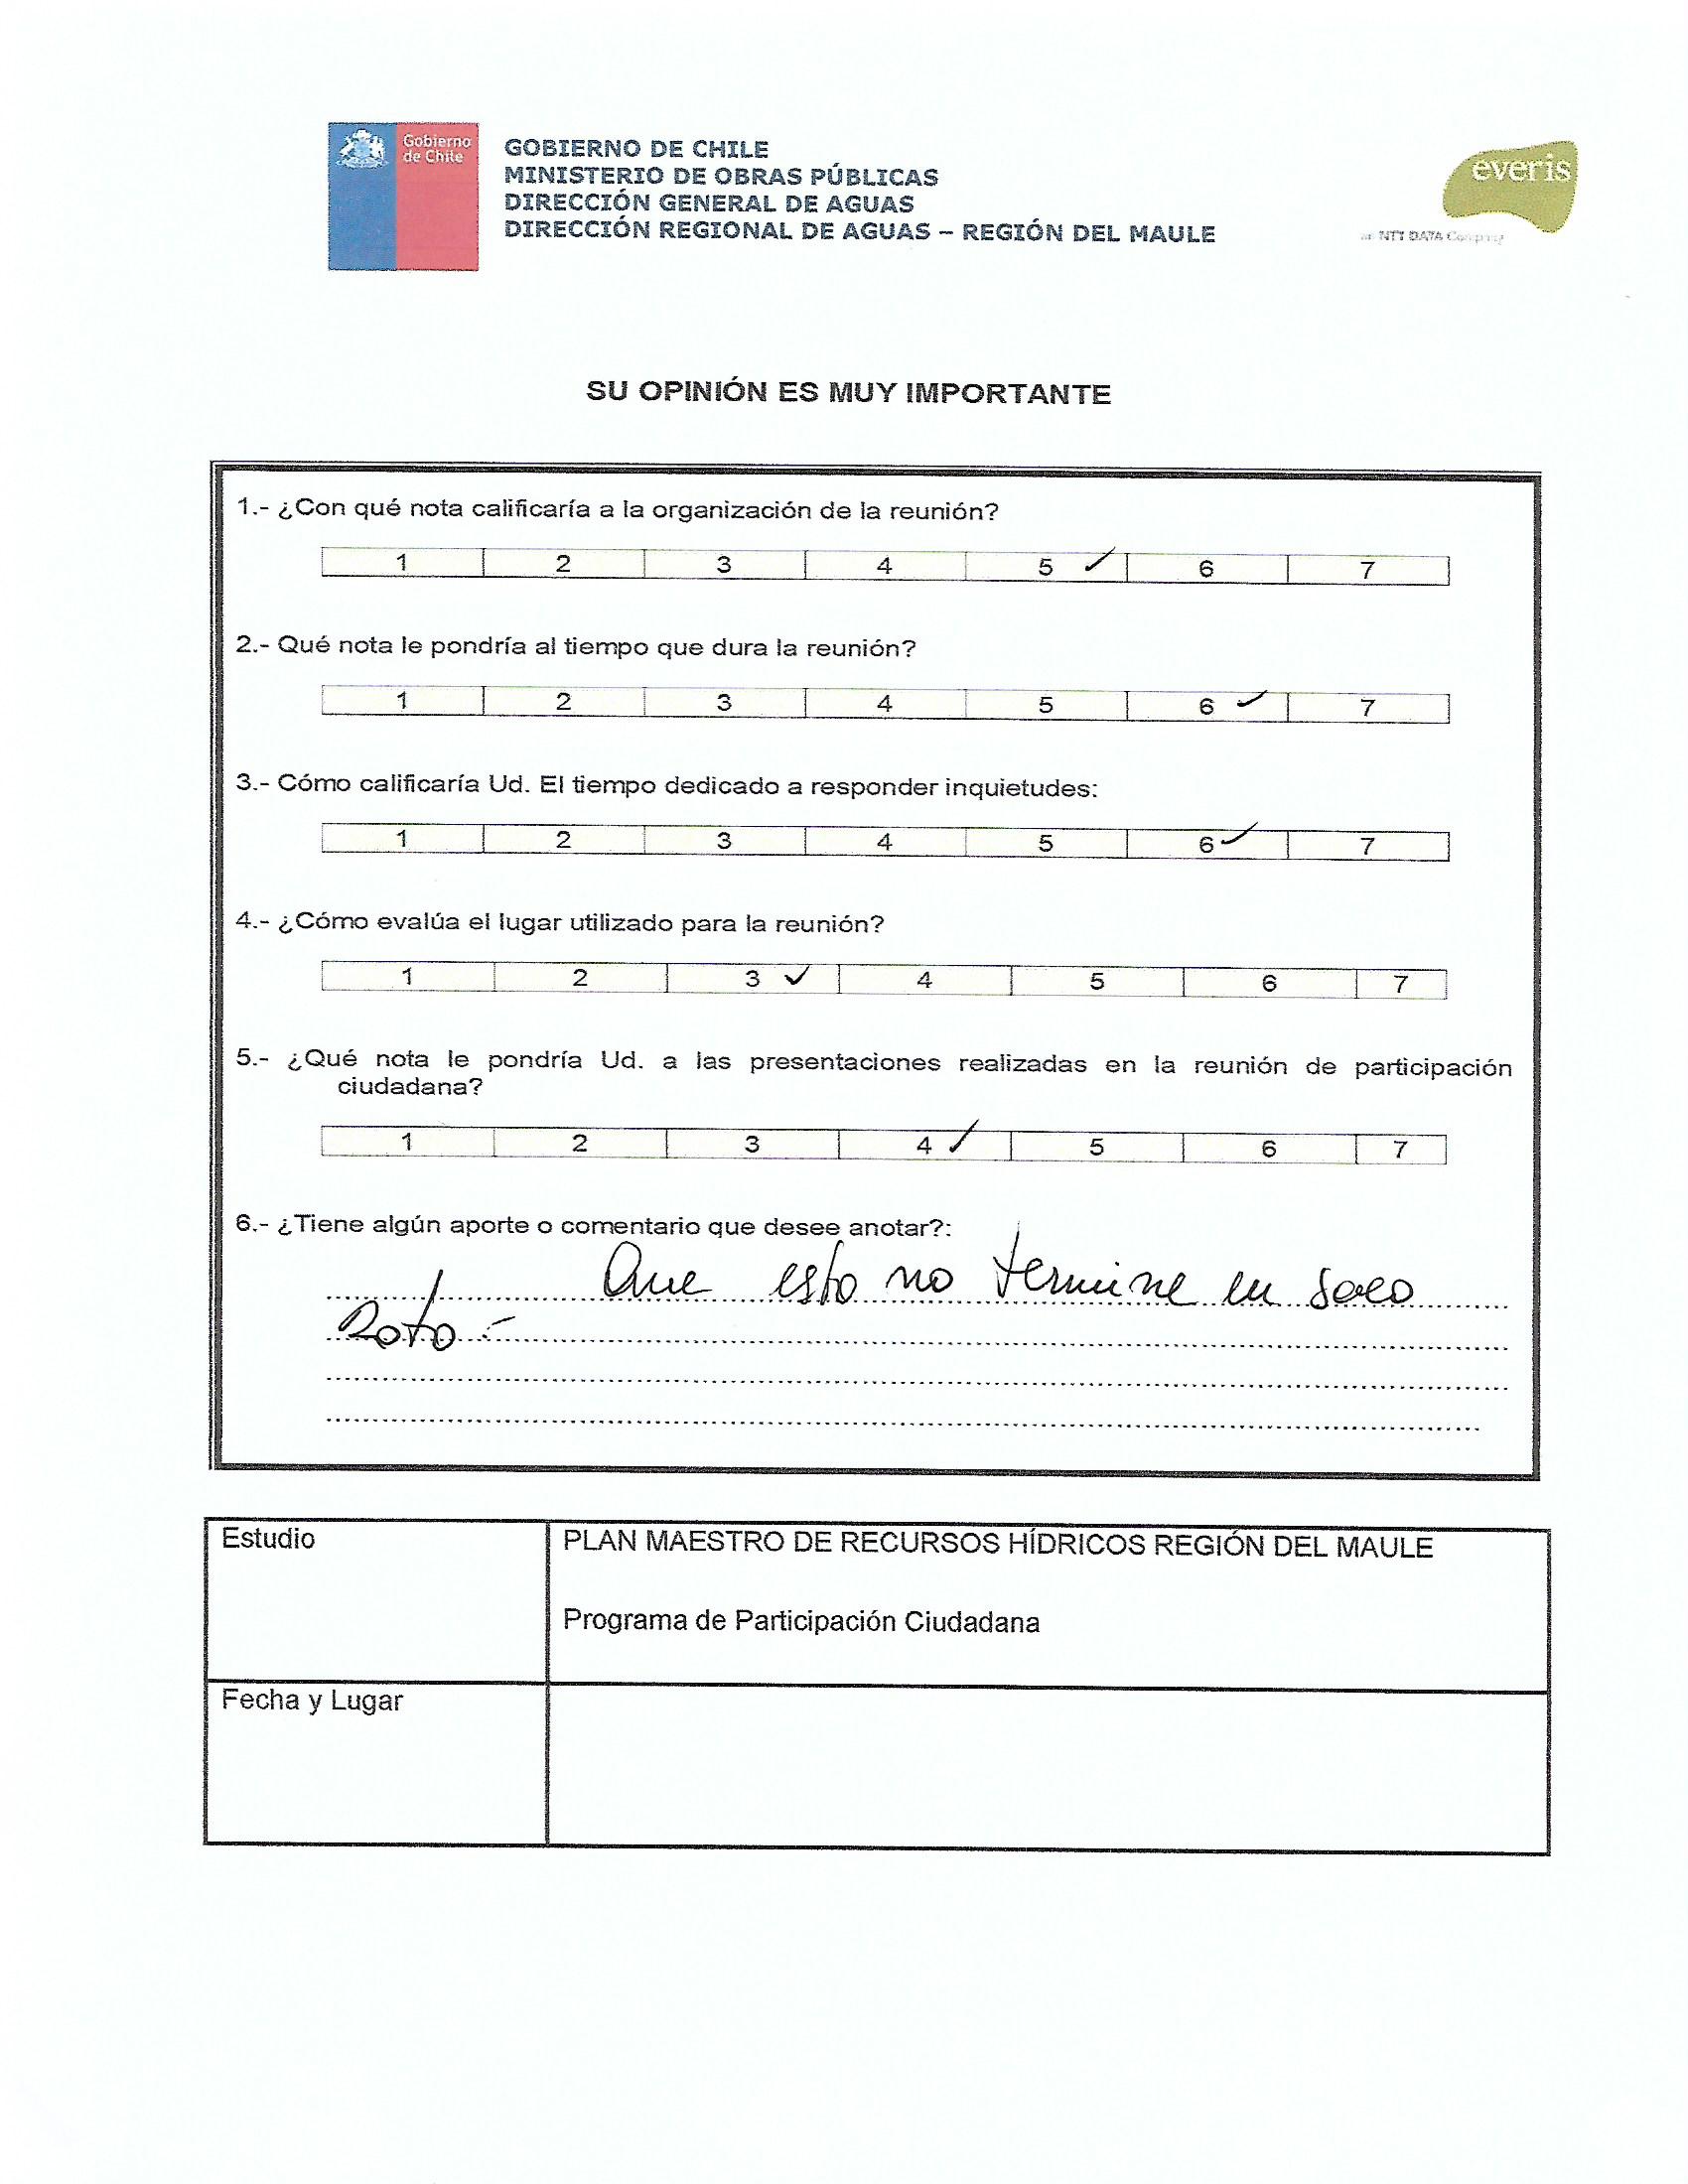 Gobierno
de Chile
GOBIERNO DE CHILE
MINISTERIO DE OBRAS PÚBLICAS
DIRECCIÓN GENERAL DE AGUAS
DIRECCIÓN REGIONAL DE AGUAS – REGIÓN DEL MAULE
everis
an NTT DATA Company
SU OPINIÓN ES MUY IMPORTANTE
1.- ¿Con qué nota calificaría a la organización de la reunión?
1 2 3 4 5 ✓ 6 7
2.- Qué nota le pondría al tiempo que dura la reunión?
1 2 3 4 5 6 ✓ 7
3.- Cómo calificaría Ud. El tiempo dedicado a responder inquietudes:
1 2 3 4 5 6 ✓ 7
4.- ¿Cómo evalúa el lugar utilizado para la reunión?
1 2 3 ✓ 4 5 6 7
5.- ¿Qué nota le pondría Ud. a las presentaciones realizadas en la reunión de participación
ciudadana?
1 2 3 4 ✓ 5 6 7
6.- ¿Tiene algún aporte o comentario que desee anotar?:
Que esto no termine en saco
Roto.-
Estudio PLAN MAESTRO DE RECURSOS HÍDRICOS REGIÓN DEL MAULE
Programa de Participación Ciudadana
Fecha y Lugar